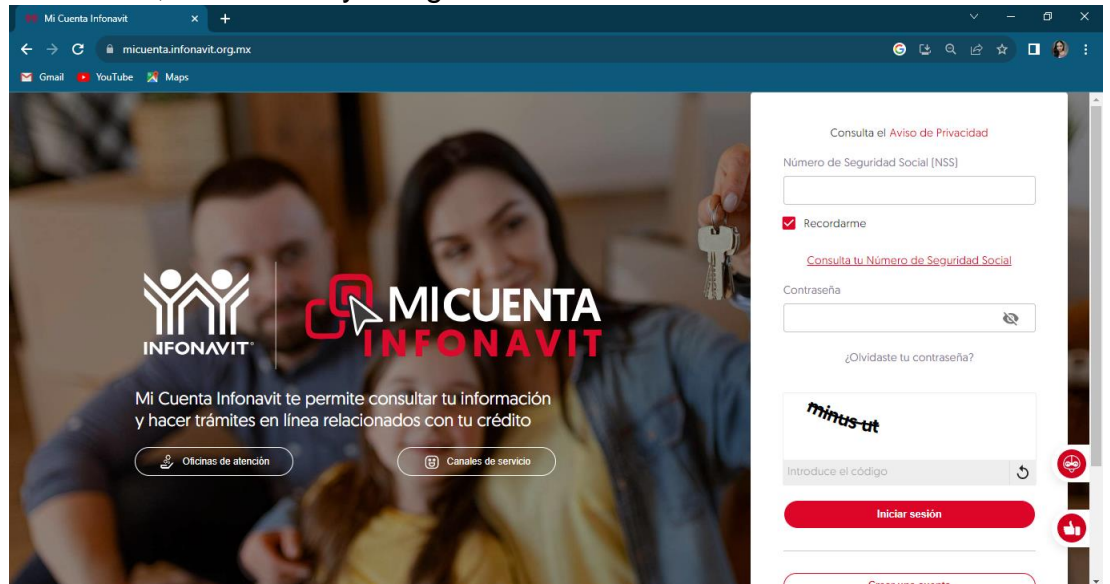 Mi Cuenta Infonavit
micuenta.infonavit.org.mx
Gmail YouTube Maps
Consulta el Aviso de Privacidad
Número de Seguridad Social (NSS)
Recordarme
Consulta tu Número de Seguridad Social
Contraseña
¿Olvidaste tu contraseña?
minus ut
Introduce el código
Iniciar sesión
INFONAVIT
MI CUENTA
INFONAVIT
Mi Cuenta Infonavit te permite consultar tu información
y hacer trámites en línea relacionados con tu crédito
Oficinas de atención
Canales de servicio